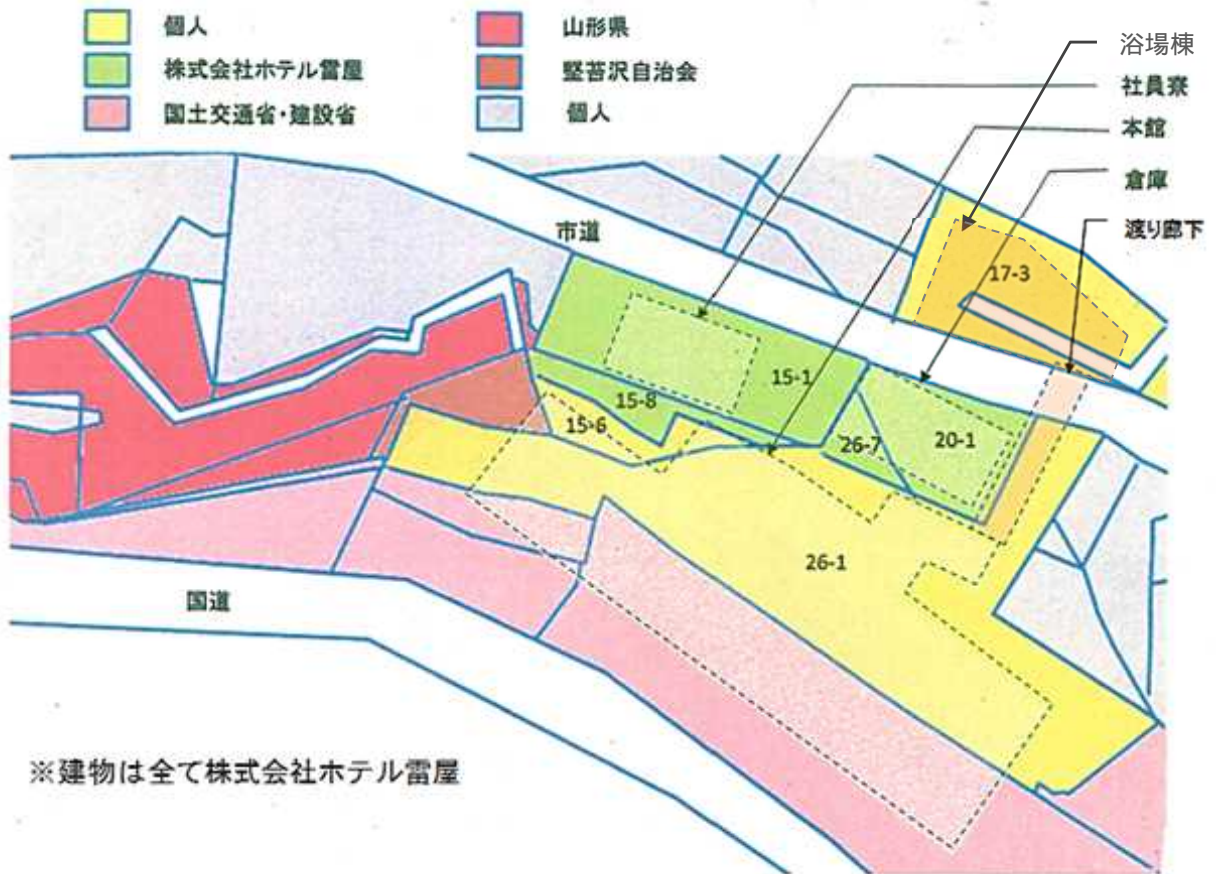 個人
株式会社ホテル雷屋
国土交通省・建設省
山形県
堅苔沢自治会
個人
浴場棟
社員寮
本館
倉庫
渡り廊下
市道
17-3
15-1
15-8
15-6
26-7
20-1
26-1
国道
※建物は全て株式会社ホテル雷屋